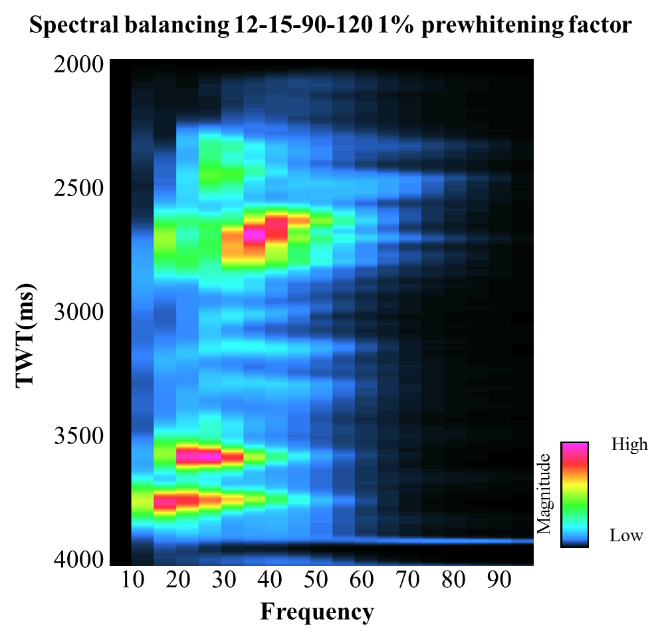 Spectral balancing 12-15-90-120 1% prewhitening factor
2000
2500
3000
3500
4000
TWT(ms)
10 20 30 40 50 60 70 80 90
Frequency
Magnitude
High
Low